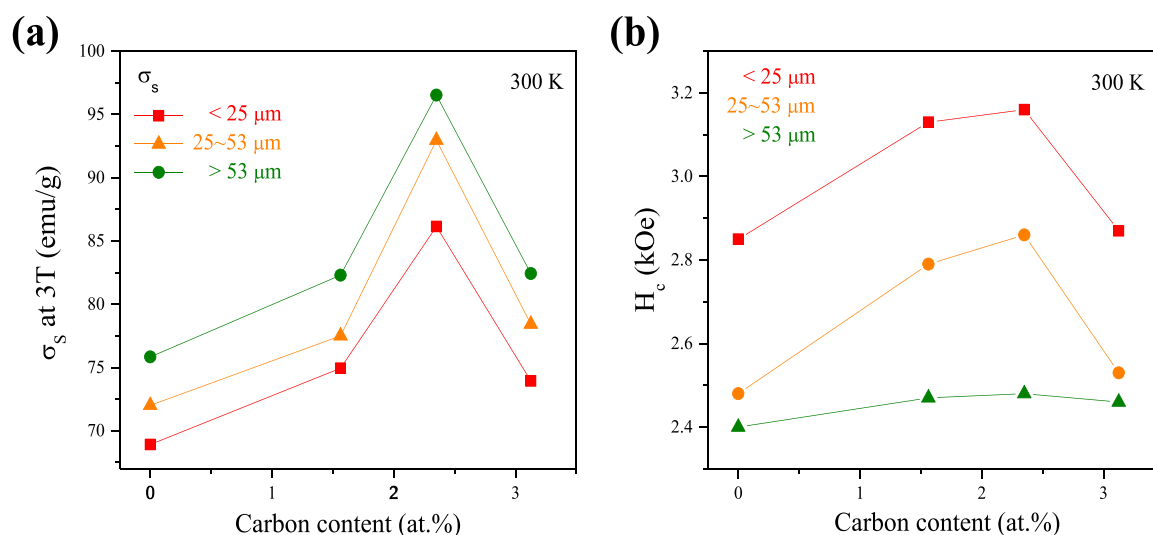 (a)
100
95
90
85
80
75
70
σs at 3T (emu/g)
σs
< 25 μm
25~53 μm
> 53 μm
300 K
0
1
2
3
Carbon content (at.%)
(b)
3.2
3.0
2.8
2.6
2.4
Hc (kOe)
< 25 μm
25~53 μm
> 53 μm
300 K
0
1
2
3
Carbon content (at.%)